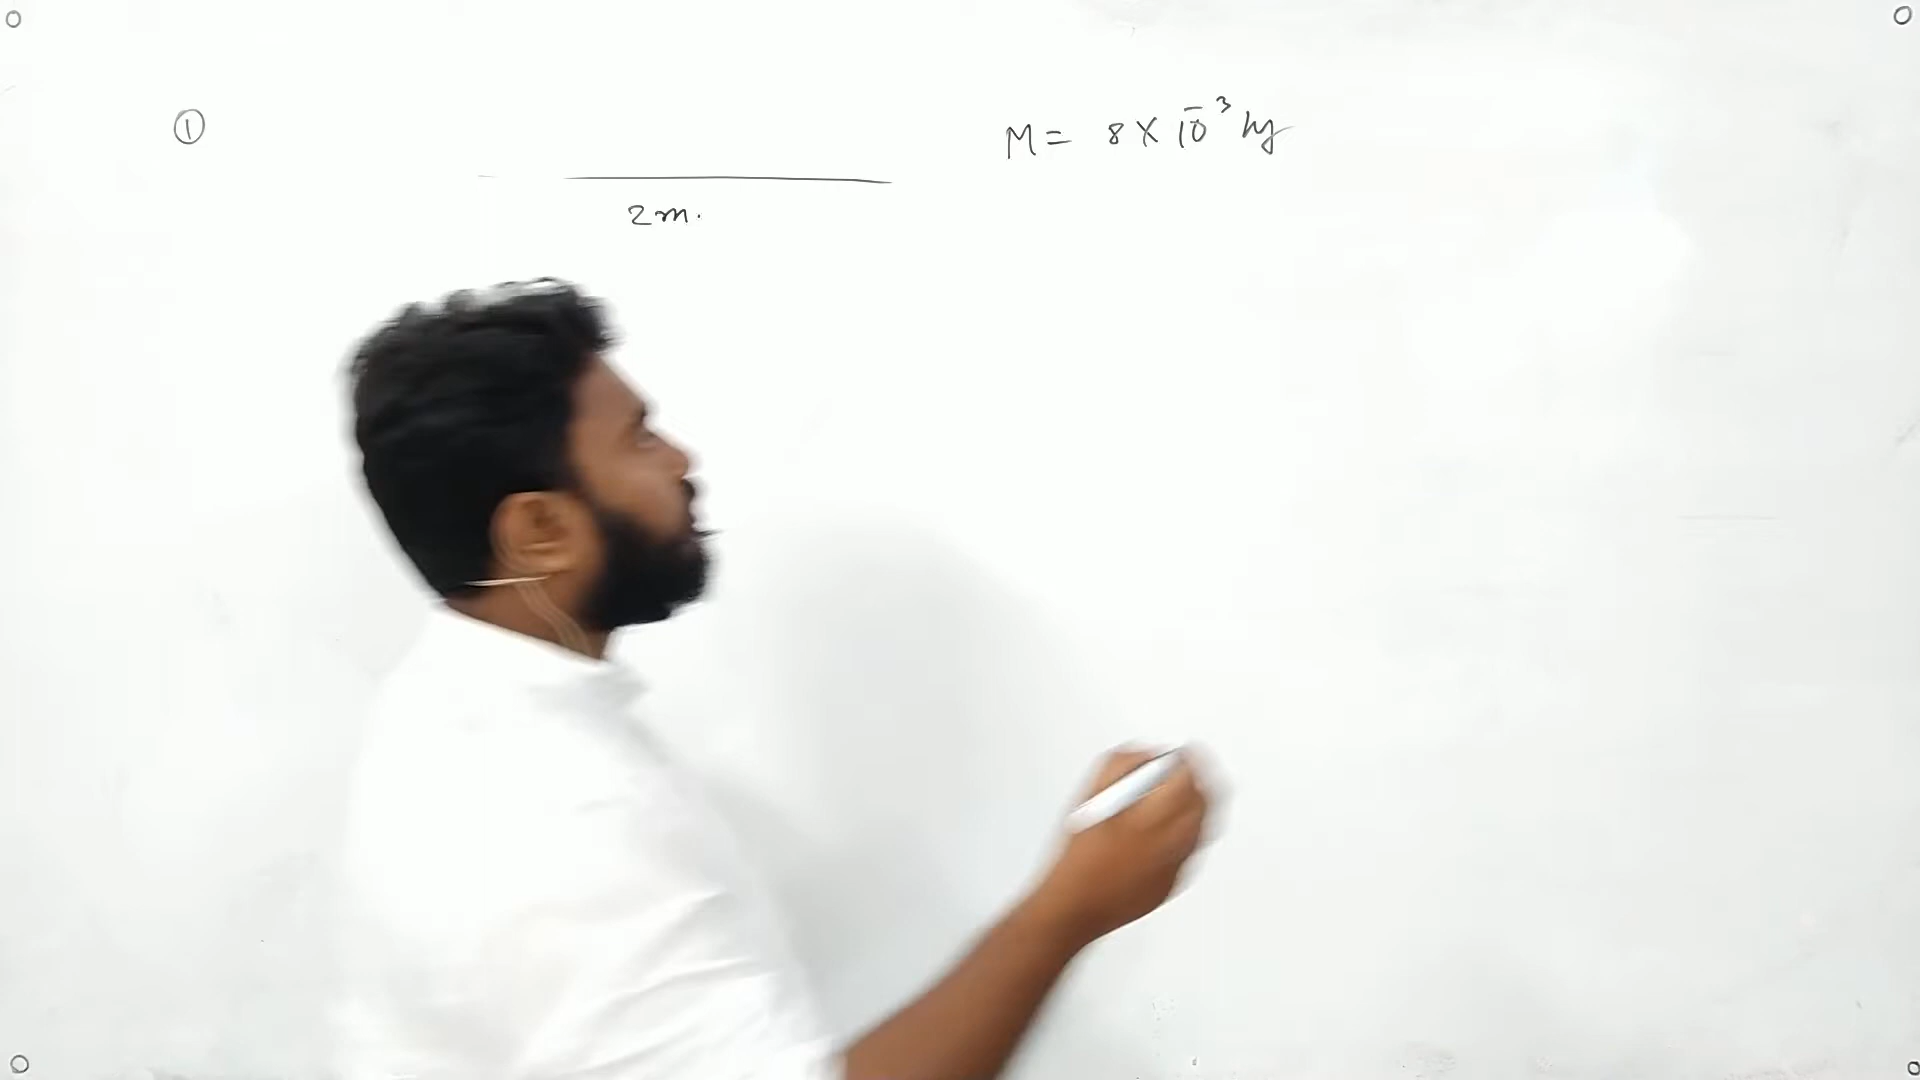 ①
M = 8 × 10⁻³ kg
2m.